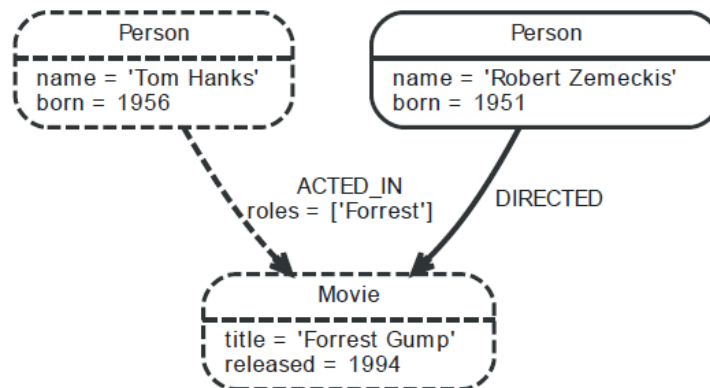 Person
name = 'Tom Hanks'
born = 1956
Person
name = 'Robert Zemeckis'
born = 1951
ACTED_IN
roles = ['Forrest']
DIRECTED
Movie
title = 'Forrest Gump'
released = 1994